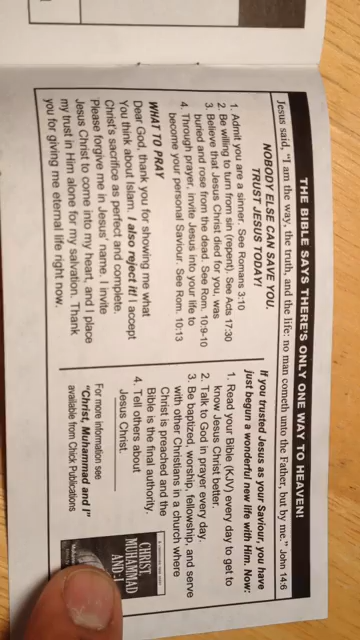 THE BIBLE SAYS THERE'S ONLY ONE WAY TO HEAVEN!
Jesus said, "I am the way, the truth, and the life: no man cometh unto the Father, but by me." John 14:6
NOBODY ELSE CAN SAVE YOU.
TRUST JESUS TODAY!
1. Admit you are a sinner. See Romans 3:10
2. Be willing to turn from sin (repent). See Acts 17:30
3. Believe that Jesus Christ died for you, was
buried and rose from the dead. See Rom. 10:9-10
4. Through prayer, invite Jesus into your life to
become your personal Saviour. See Rom. 10:13
WHAT TO PRAY
Dear God, thank you for showing me what
You think about Islam. I also reject it! I accept
Christ's sacrifice as perfect and complete.
Please forgive me in Jesus' name. I invite
Jesus Christ to come into my heart, and I place
my trust in Him alone for my salvation. Thank
you for giving me eternal life right now.
If you trusted Jesus as your Saviour, you have
just begun a wonderful new life with Him. Now:
1. Read your Bible (KJV) every day to get to
know Jesus Christ better.
2. Talk to God in prayer every day.
3. Be baptized, worship, fellowship, and serve
with other Christians in a church where
Christ is preached and the
Bible is the final authority.
4. Tell others about
Jesus Christ.
For more information see
"Christ, Muhammad and I"
available from Chick Publications
CHRIST,
MUHAMMAD
AND I